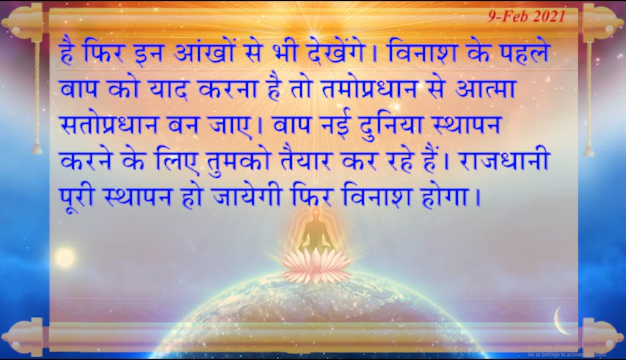 9-Feb 2021
है फिर इन आंखों से भी देखेंगे। विनाश के पहले
बाप को याद करना है तो तमोप्रधान से आत्मा
सतोप्रधान बन जाए। बाप नई दुनिया स्थापन
करने के लिए तुमको तैयार कर रहे हैं। राजधानी
पूरी स्थापन हो जायेगी फिर विनाश होगा।